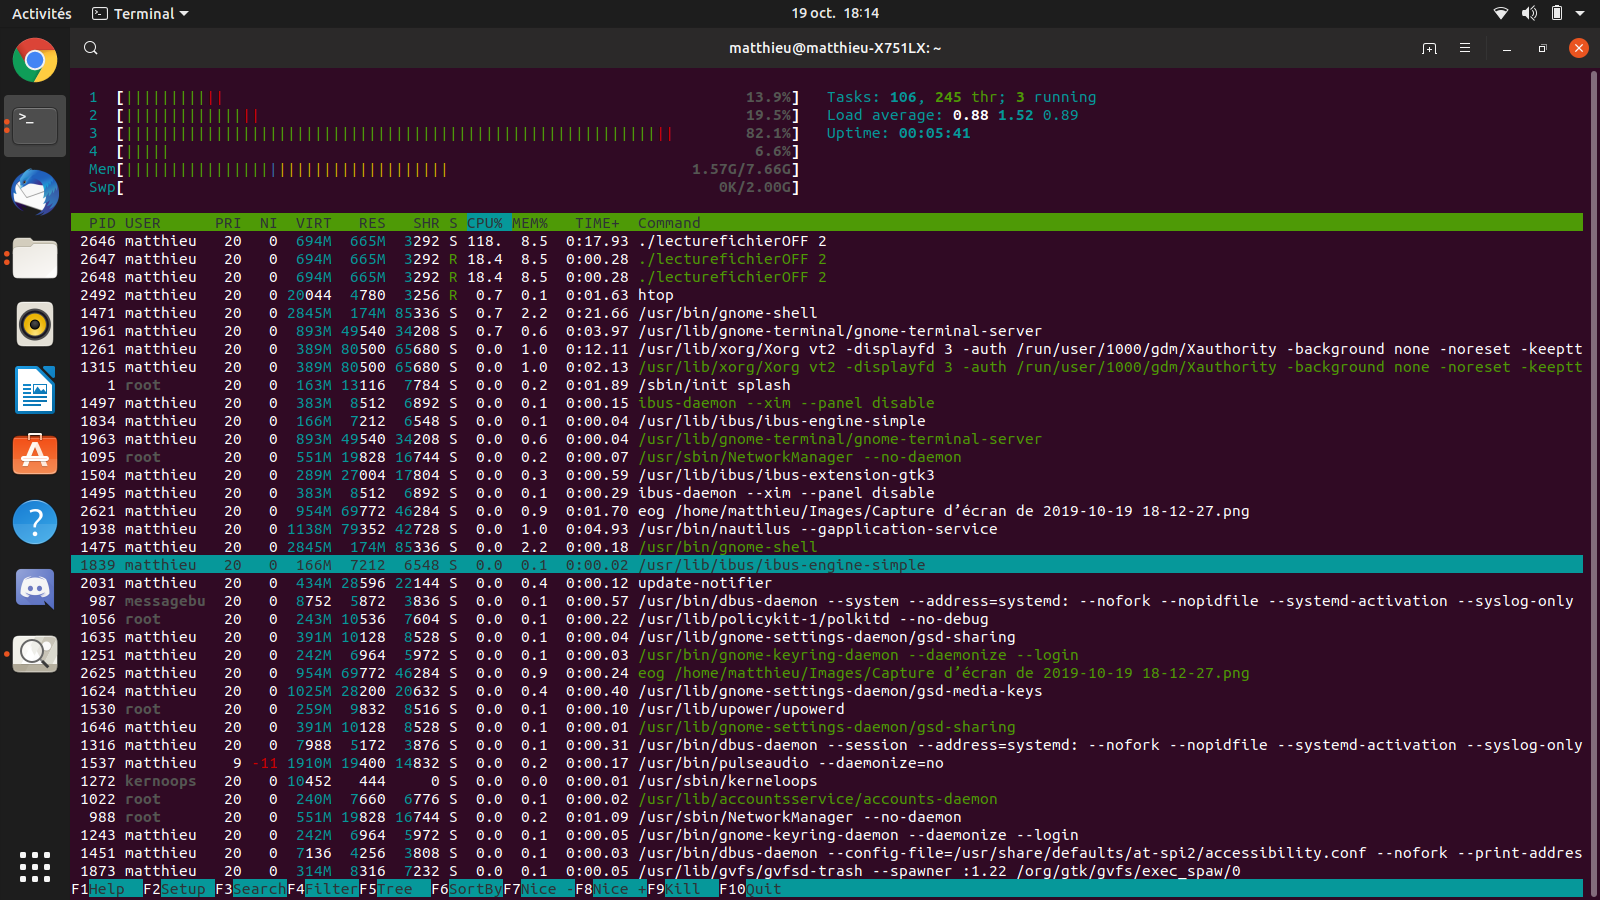 Activités Terminal 19 oct. 18:14
matthieu@matthieu-X751LX: ~
1 [|||||||||||                                                        13.9%] Tasks: 106, 245 thr; 3 running
2 [|||||||||||||||                                                    19.5%] Load average: 0.88 1.52 0.89
3 [|||||||||||||||||||||||||||||||||||||||||||||||||||||||||||||       82.1%] Uptime: 00:05:41
4 [|||||                                                               6.6%]
Mem[||||||||||||||||||||||||||||||||||||                        1.57G/7.66G]
Swp[                                                               0K/2.00G]
PID USER PRI NI VIRT RES SHR S CPU% MEM% TIME+ Command
2646 matthieu 20 0 694M 665M 3292 S 118. 8.5 0:17.93 ./lecturefichierOFF 2
2647 matthieu 20 0 694M 665M 3292 R 18.4 8.5 0:00.28 ./lecturefichierOFF 2
2648 matthieu 20 0 694M 665M 3292 R 18.4 8.5 0:00.28 ./lecturefichierOFF 2
2492 matthieu 20 0 20044 4780 3256 R 0.7 0.1 0:01.63 htop
1471 matthieu 20 0 2845M 174M 85336 S 0.7 2.2 0:21.66 /usr/bin/gnome-shell
1961 matthieu 20 0 893M 49540 34208 S 0.7 0.6 0:03.97 /usr/lib/gnome-terminal/gnome-terminal-server
1261 matthieu 20 0 389M 80500 65680 S 0.0 1.0 0:12.11 /usr/lib/xorg/Xorg vt2 -displayfd 3 -auth /run/user/1000/gdm/Xauthority -background none -noreset -keeptt
1315 matthieu 20 0 389M 80500 65680 S 0.0 1.0 0:02.13 /usr/lib/xorg/Xorg vt2 -displayfd 3 -auth /run/user/1000/gdm/Xauthority -background none -noreset -keeptt
1 root 20 0 163M 13116 7784 S 0.0 0.2 0:01.89 /sbin/init splash
1497 matthieu 20 0 383M 8512 6892 S 0.0 0.1 0:00.15 ibus-daemon --xim --panel disable
1834 matthieu 20 0 166M 7212 6548 S 0.0 0.1 0:00.04 /usr/lib/ibus/ibus-engine-simple
1963 matthieu 20 0 893M 49540 34208 S 0.0 0.6 0:00.04 /usr/lib/gnome-terminal/gnome-terminal-server
1095 root 20 0 551M 19828 16744 S 0.0 0.2 0:00.07 /usr/sbin/NetworkManager --no-daemon
1504 matthieu 20 0 289M 27004 17804 S 0.0 0.3 0:00.59 /usr/lib/ibus/ibus-extension-gtk3
1495 matthieu 20 0 383M 8512 6892 S 0.0 0.1 0:00.29 ibus-daemon --xim --panel disable
2621 matthieu 20 0 954M 69772 46284 S 0.0 0.9 0:01.70 eog /home/matthieu/Images/Capture d’écran de 2019-10-19 18-12-27.png
1938 matthieu 20 0 1138M 79352 42728 S 0.0 1.0 0:04.93 /usr/bin/nautilus --gapplication-service
1475 matthieu 20 0 2845M 174M 85336 S 0.0 2.2 0:00.18 /usr/bin/gnome-shell
1839 matthieu 20 0 166M 7212 6548 S 0.0 0.1 0:00.02 /usr/lib/ibus/ibus-engine-simple
2031 matthieu 20 0 434M 28596 22144 S 0.0 0.4 0:00.12 update-notifier
987 messagebu 20 0 8752 5872 3836 S 0.0 0.1 0:00.57 /usr/bin/dbus-daemon --system --address=systemd: --nofork --nopidfile --systemd-activation --syslog-only
1056 root 20 0 243M 10536 7604 S 0.0 0.1 0:00.22 /usr/lib/policykit-1/polkitd --no-debug
1635 matthieu 20 0 391M 10128 8528 S 0.0 0.1 0:00.04 /usr/lib/gnome-settings-daemon/gsd-sharing
1251 matthieu 20 0 242M 6964 5972 S 0.0 0.1 0:00.03 /usr/bin/gnome-keyring-daemon --daemonize --login
2625 matthieu 20 0 954M 69772 46284 S 0.0 0.9 0:00.24 eog /home/matthieu/Images/Capture d’écran de 2019-10-19 18-12-27.png
1624 matthieu 20 0 1025M 28200 20632 S 0.0 0.4 0:00.40 /usr/lib/gnome-settings-daemon/gsd-media-keys
1530 root 20 0 259M 9832 8516 S 0.0 0.1 0:00.10 /usr/lib/upower/upowerd
1646 matthieu 20 0 391M 10128 8528 S 0.0 0.1 0:00.01 /usr/lib/gnome-settings-daemon/gsd-sharing
1316 matthieu 20 0 7988 5172 3876 S 0.0 0.1 0:00.31 /usr/bin/dbus-daemon --session --address=systemd: --nofork --nopidfile --systemd-activation --syslog-only
1537 matthieu 9 -11 1910M 19400 14832 S 0.0 0.2 0:00.17 /usr/bin/pulseaudio --daemonize=no
1272 kernoops 20 0 10452 444 0 S 0.0 0.0 0:00.01 /usr/sbin/kerneloops
1022 root 20 0 240M 7660 6776 S 0.0 0.1 0:00.02 /usr/lib/accountsservice/accounts-daemon
988 root 20 0 551M 19828 16744 S 0.0 0.2 0:01.09 /usr/sbin/NetworkManager --no-daemon
1243 matthieu 20 0 242M 6964 5972 S 0.0 0.1 0:00.05 /usr/bin/gnome-keyring-daemon --daemonize --login
1451 matthieu 20 0 7136 4256 3808 S 0.0 0.1 0:00.03 /usr/bin/dbus-daemon --config-file=/usr/share/defaults/at-spi2/accessibility.conf --nofork --print-addres
1873 matthieu 20 0 314M 8316 7232 S 0.0 0.1 0:00.05 /usr/lib/gvfs/gvfsd-trash --spawner :1.22 /org/gtk/gvfs/exec_spaw/0
F1Help F2Setup F3SearchF4FilterF5Tree F6SortByF7Nice -F8Nice +F9Kill F10Quit